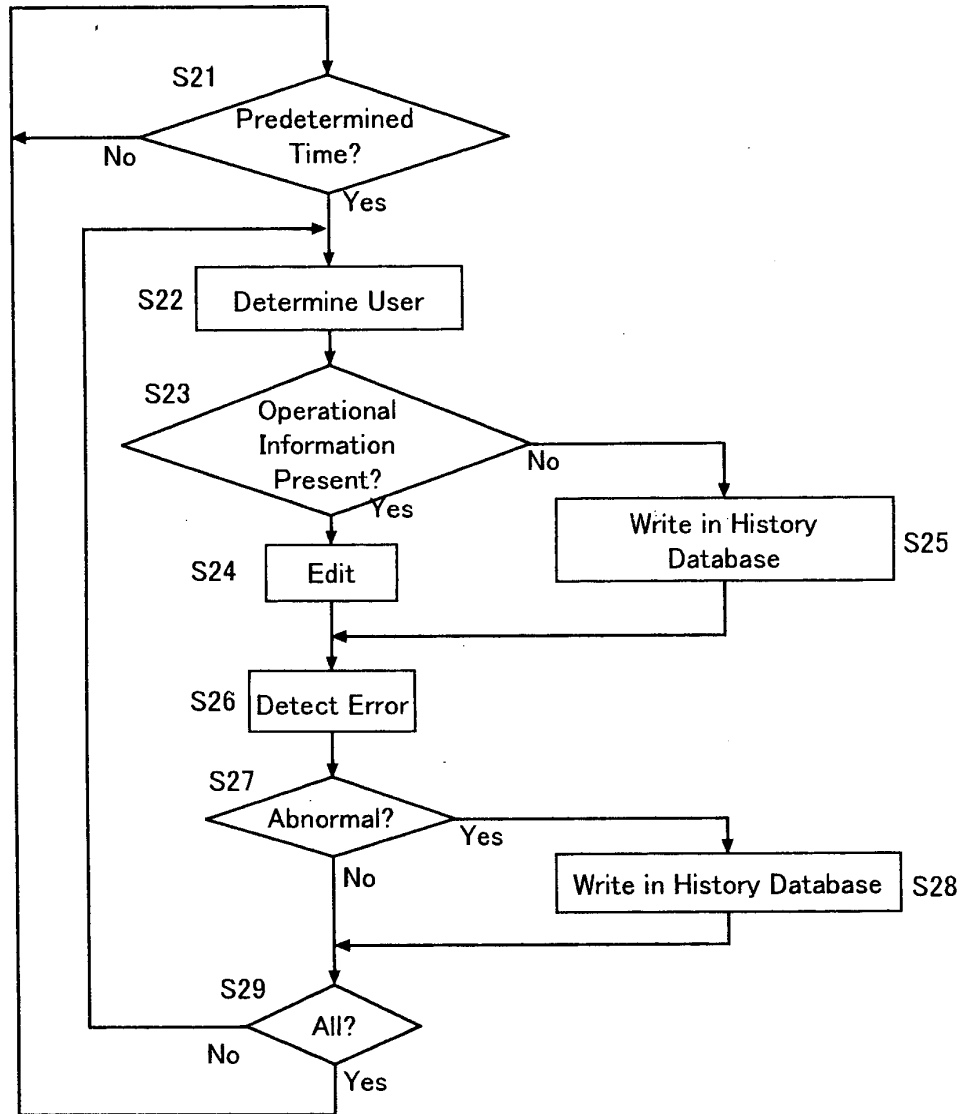 S21
Predetermined
Time?
No
Yes
S22
Determine User
S23
Operational
Information
Present?
No
Yes
Write in History
Database
S25
S24
Edit
S26
Detect Error
S27
Abnormal?
Yes
No
Write in History Database
S28
S29
All?
No
Yes